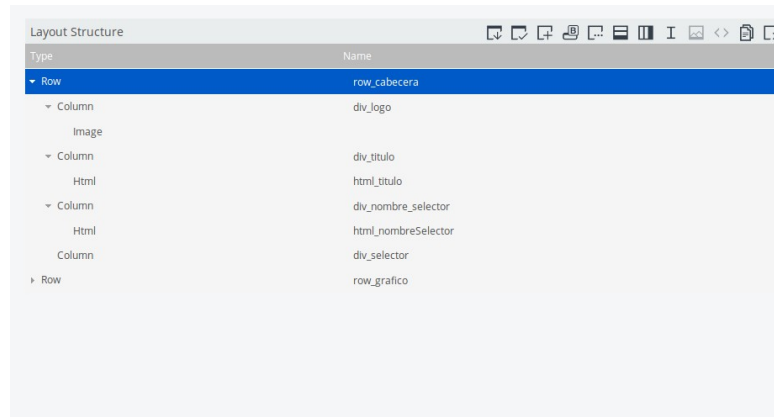 Layout Structure
Type Name
Row row_cabecera
Column div_logo
Image
Column div_titulo
Html html_titulo
Column div_nombre_selector
Html html_nombreSelector
Column div_selector
Row row_grafico